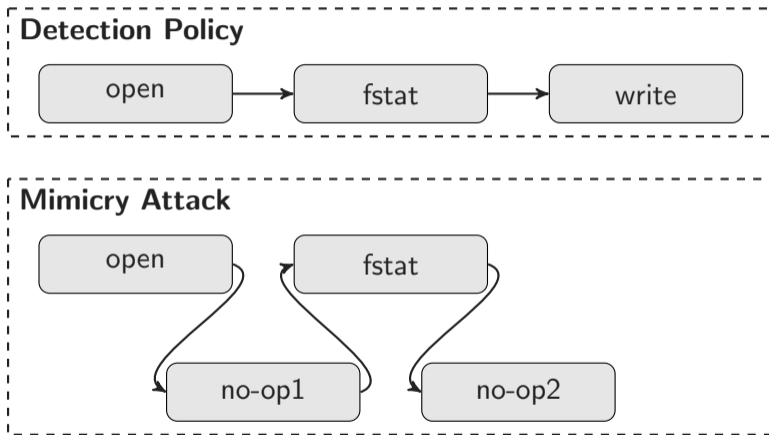 Detection Policy
open
fstat
write
Mimicry Attack
open
fstat
no-op1
no-op2